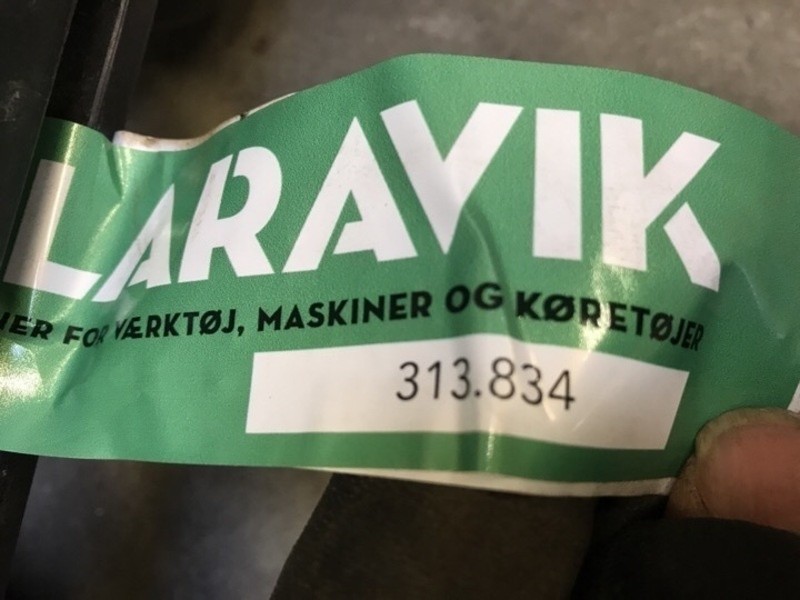 LARAVIK
FOR VÆRKTØJ, MASKINER OG KØRETØJER
313.834